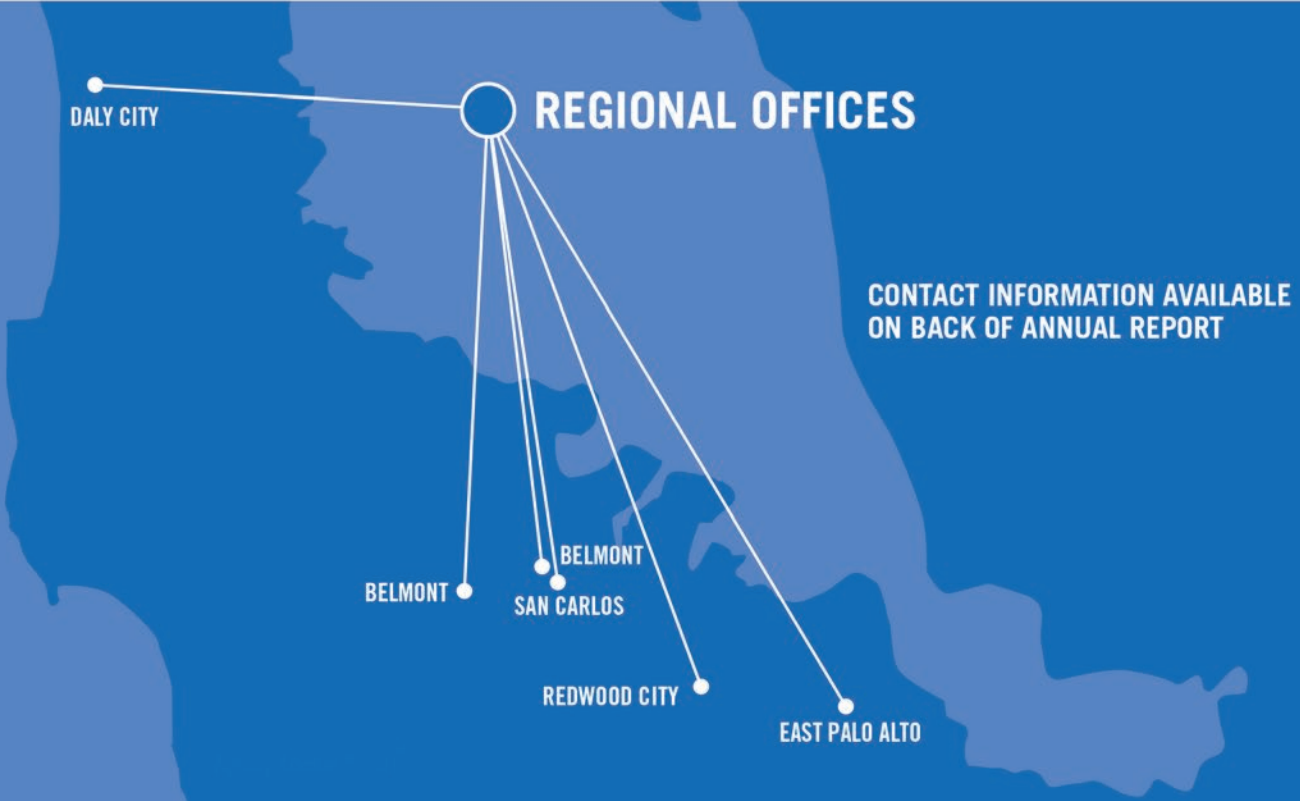 REGIONAL OFFICES
DALY CITY
CONTACT INFORMATION AVAILABLE
ON BACK OF ANNUAL REPORT
BELMONT
BELMONT
SAN CARLOS
REDWOOD CITY
EAST PALO ALTO